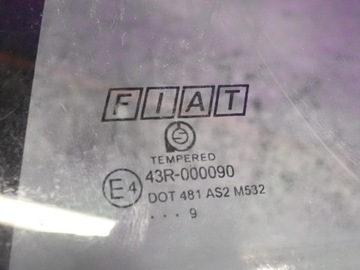 FIAT
TEMPERED
E4 43R-000090
DOT 481 AS2 M532
... 9